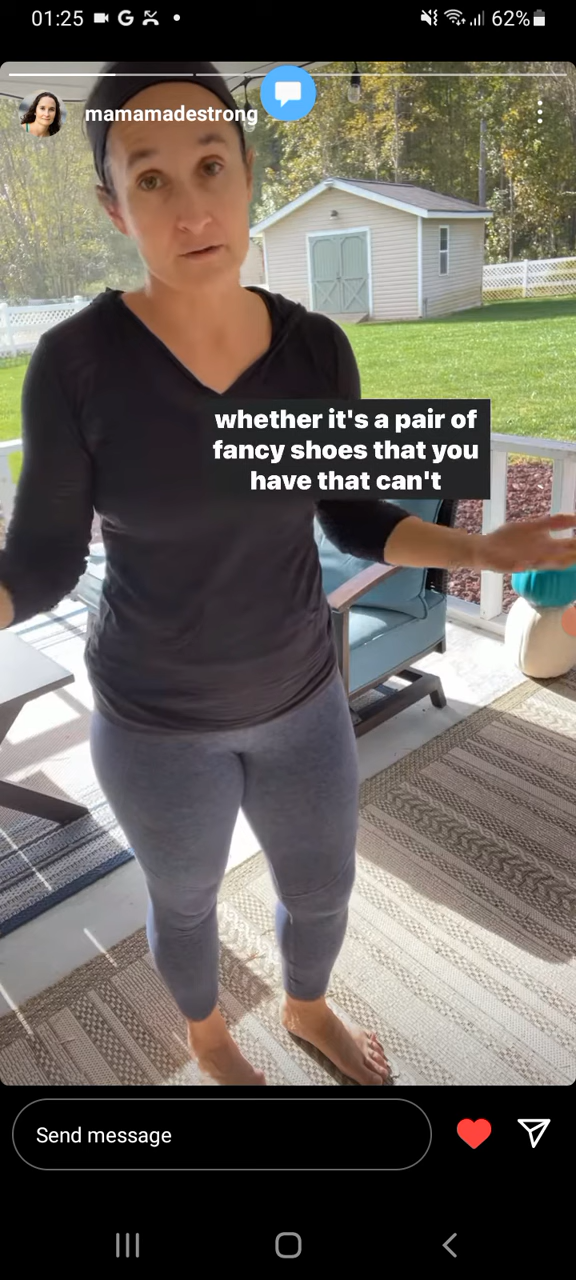 01:25
62%
mamamadestrong
whether it's a pair of
fancy shoes that you
have that can't
Send message